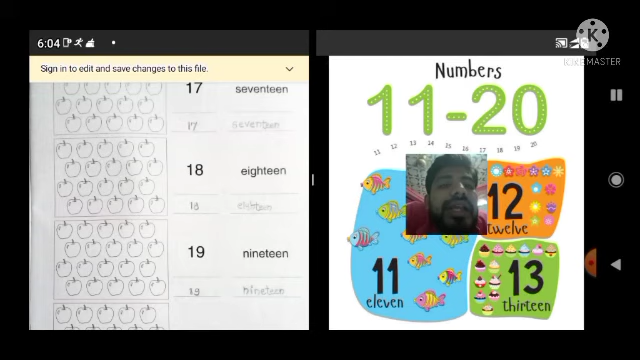 6:04
Sign in to edit and save changes to this file.
17 seventeen
17 seventeen
18 eighteen
18
19 nineteen
19 nineteen
KINEMASTER
Numbers
11-20
11 12 13 14 15 16 17 18 19 20
12
twelve
11
eleven
13
thirteen